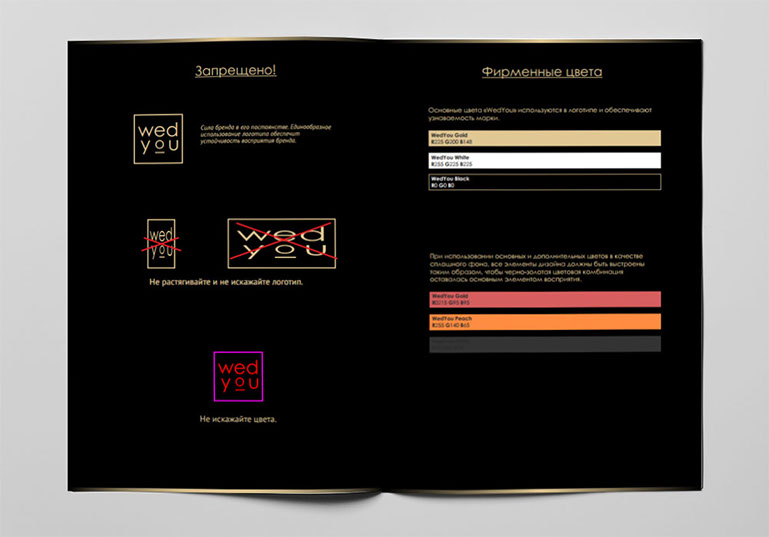 Запрещено!
wed
you
Сила бренда в его постоянстве. Единообразное
использование логотипа обеспечит
устойчивость восприятия бренда.
wed
you
wed
you
Не растягивайте и не искажайте логотип.
wed
you
Не искажайте цвета.
Фирменные цвета
Основные цвета «WedYou» используются в логотипе и обеспечивают
узнаваемость марки.
WedYou Gold
R225 G200 B148
WedYou White
R255 G225 B225
WedYou Black
R0 G0 B0
При использовании основных и дополнительных цветов в качестве
сплошного фона, все элементы дизайна должны быть выстроены
таким образом, чтобы черно-золотая цветовая комбинация
оставалась основным элементом восприятия.
WedYou Gold
G95 B95
WedYou Peach
R255 G140 B65